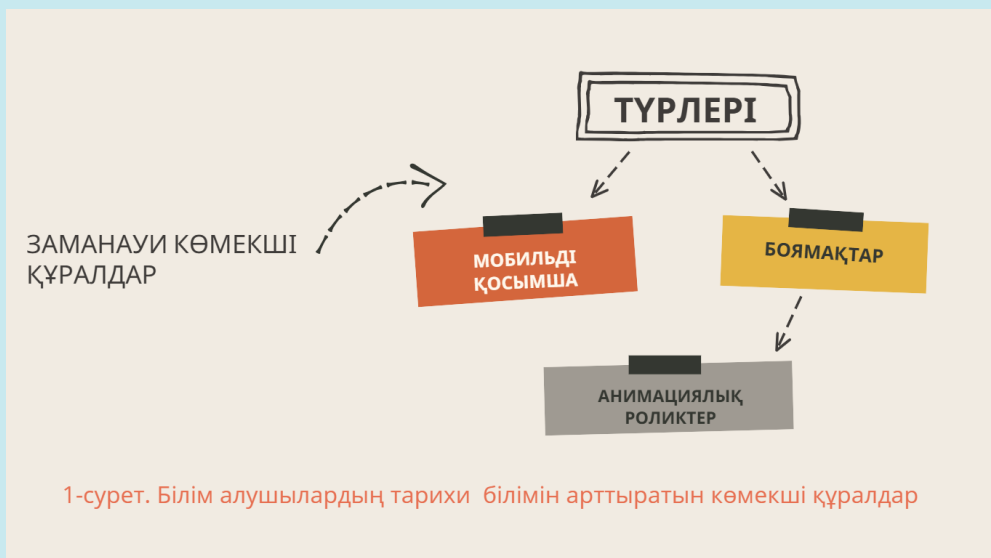 ТҮРЛЕРІ
ЗАМАНАУИ КӨМЕКШІ
ҚҰРАЛДАР
МОБИЛЬДІ
ҚОСЫМША
БОЯМАҚТАР
АНИМАЦИЯЛЫҚ
РОЛИКТЕР
1-сурет. Білім алушылардың тарихи білімін арттыратын көмекші құралдар